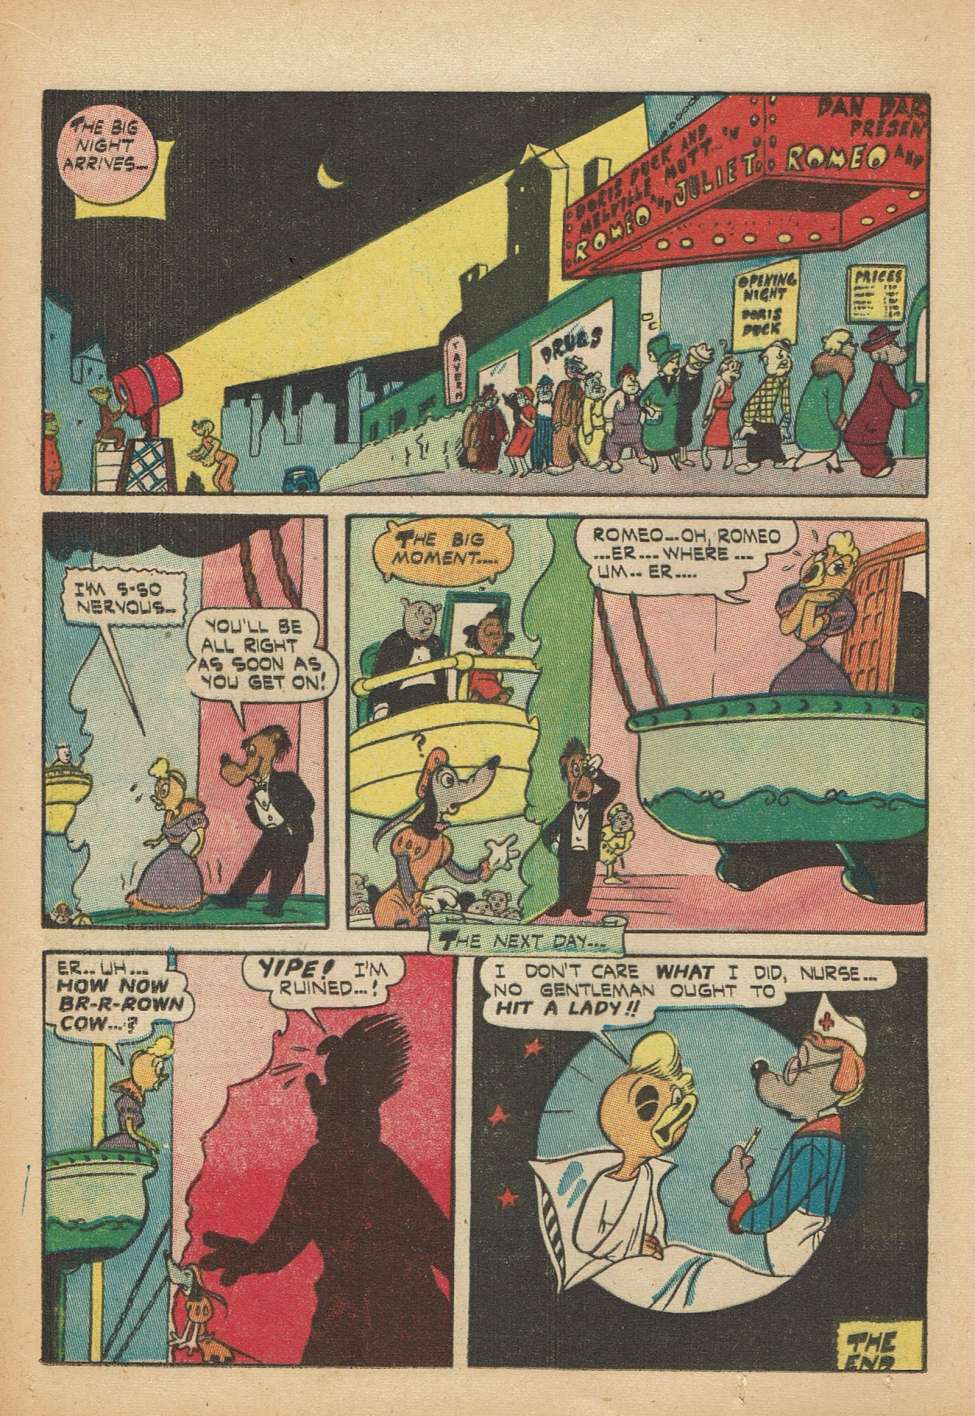 THE BIG
NIGHT
ARRIVES...
DORIS PUCK AND
MELVILLE MUTT... IN
ROMEO AND JULIET
DAN DAR
PRESEN
ROMEO AND
OPENING
NIGHT
DORIS
PUCK
PRICES
DRUGS
TAVERN
I'M S-SO
NERVOUS...
YOU'LL BE
ALL RIGHT
AS SOON AS
YOU GET ON!
THE BIG
MOMENT....
ROMEO...OH, ROMEO
...ER...WHERE...
UM..ER....
?
THE NEXT DAY...
ER..UH...
HOW NOW
BR-R-ROWN
COW...?
YIPE! I'M
RUINED...!
I DON'T CARE WHAT I DID, NURSE...
NO GENTLEMAN OUGHT TO
HIT A LADY!!
THE
END